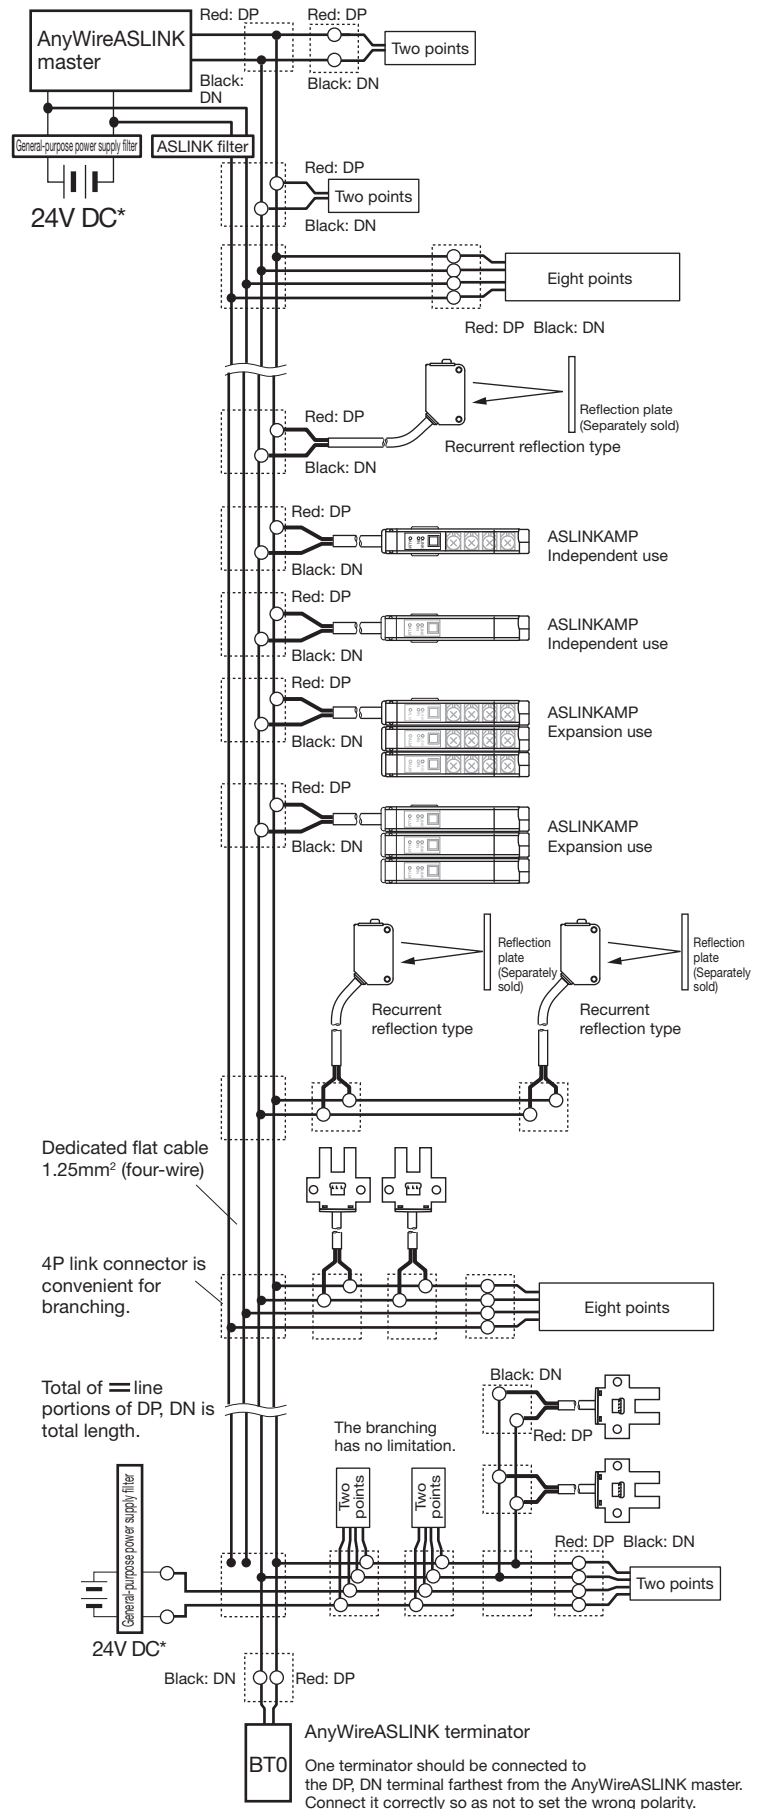 Red: DP
Red: DP
AnyWireASLINK
master
Two points
Black:
DN
Black: DN
General-purpose power supply filter
ASLINK filter
24V DC*
Red: DP
Two points
Black: DN
Eight points
Red: DP Black: DN
Red: DP
Reflection plate
(Separately sold)
Recurrent reflection type
Black: DN
Red: DP
ASLINKAMP
Independent use
Black: DN
Red: DP
ASLINKAMP
Independent use
Black: DN
Red: DP
ASLINKAMP
Expansion use
Black: DN
Red: DP
ASLINKAMP
Expansion use
Black: DN
Reflection
plate
(Separately
sold)
Reflection
plate
(Separately
sold)
Recurrent
reflection type
Recurrent
reflection type
Dedicated flat cable
1.25mm² (four-wire)
4P link connector is
convenient for
branching.
Eight points
Total of = line
portions of DP, DN is
total length.
Black: DN
Red: DP
The branching
has no limitation.
Two
points
Two
points
General-purpose power supply filter
Red: DP Black: DN
Two points
24V DC*
Black: DN
Red: DP
BT0
AnyWireASLINK terminator
One terminator should be connected to
the DP, DN terminal farthest from the AnyWireASLINK master.
Connect it correctly so as not to set the wrong polarity.